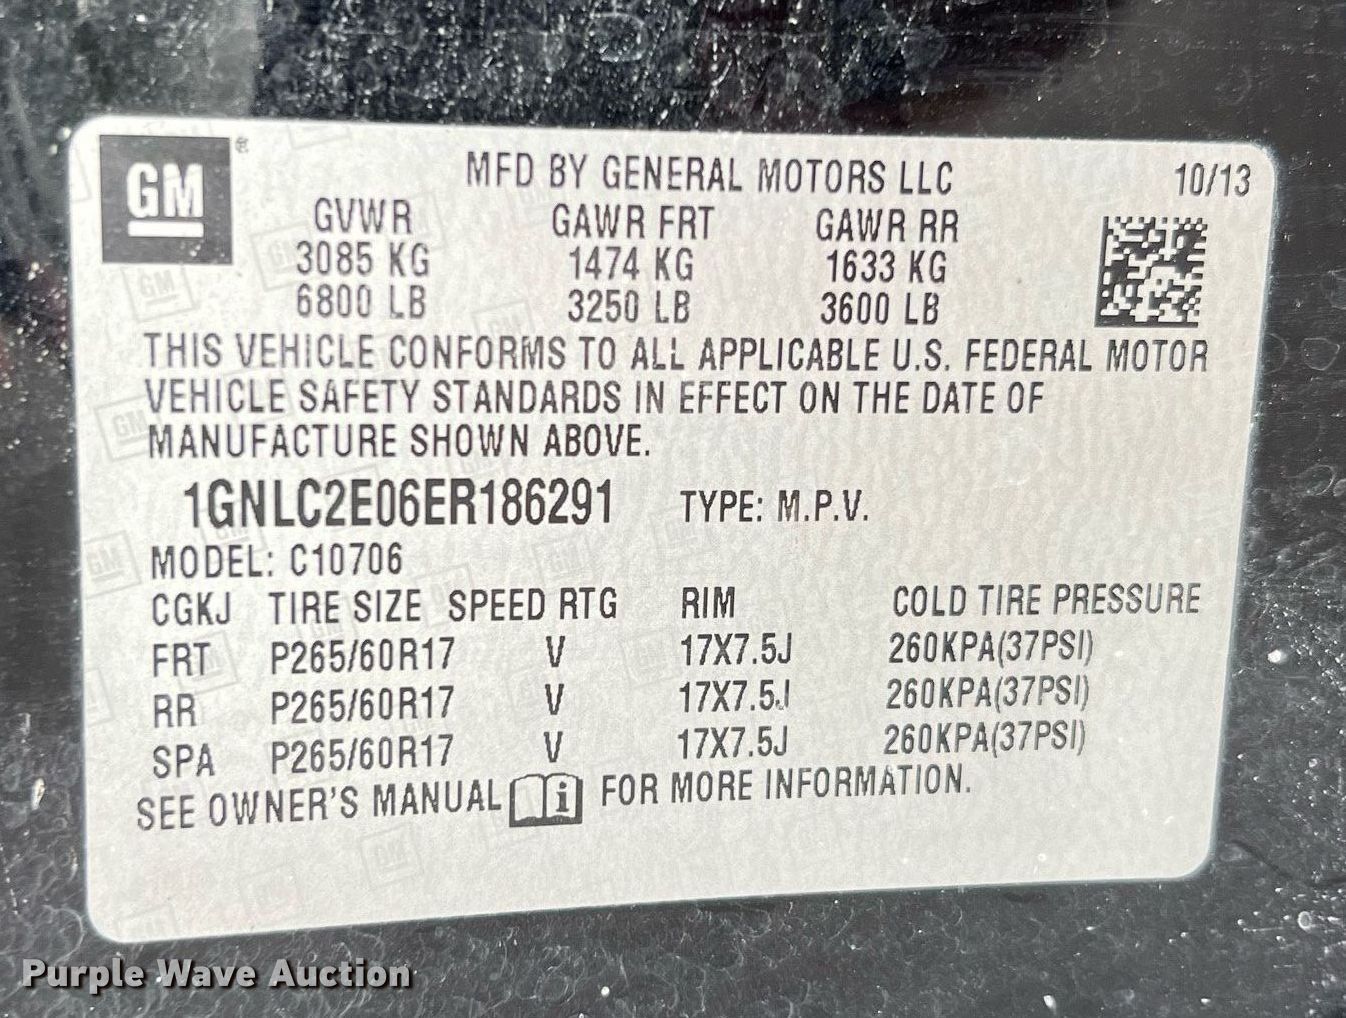 GM®
MFD BY GENERAL MOTORS LLC 10/13
GVWR GAWR FRT GAWR RR
3085 KG 1474 KG 1633 KG
6800 LB 3250 LB 3600 LB
THIS VEHICLE CONFORMS TO ALL APPLICABLE U.S. FEDERAL MOTOR
VEHICLE SAFETY STANDARDS IN EFFECT ON THE DATE OF
MANUFACTURE SHOWN ABOVE.
1GNLC2E06ER186291 TYPE: M.P.V.
MODEL: C10706
CGKJ TIRE SIZE SPEED RTG RIM COLD TIRE PRESSURE
FRT P265/60R17 V 17X7.5J 260KPA(37PSI)
RR P265/60R17 V 17X7.5J 260KPA(37PSI)
SPA P265/60R17 V 17X7.5J 260KPA(37PSI)
SEE OWNER'S MANUAL i FOR MORE INFORMATION.
Purple Wave Auction